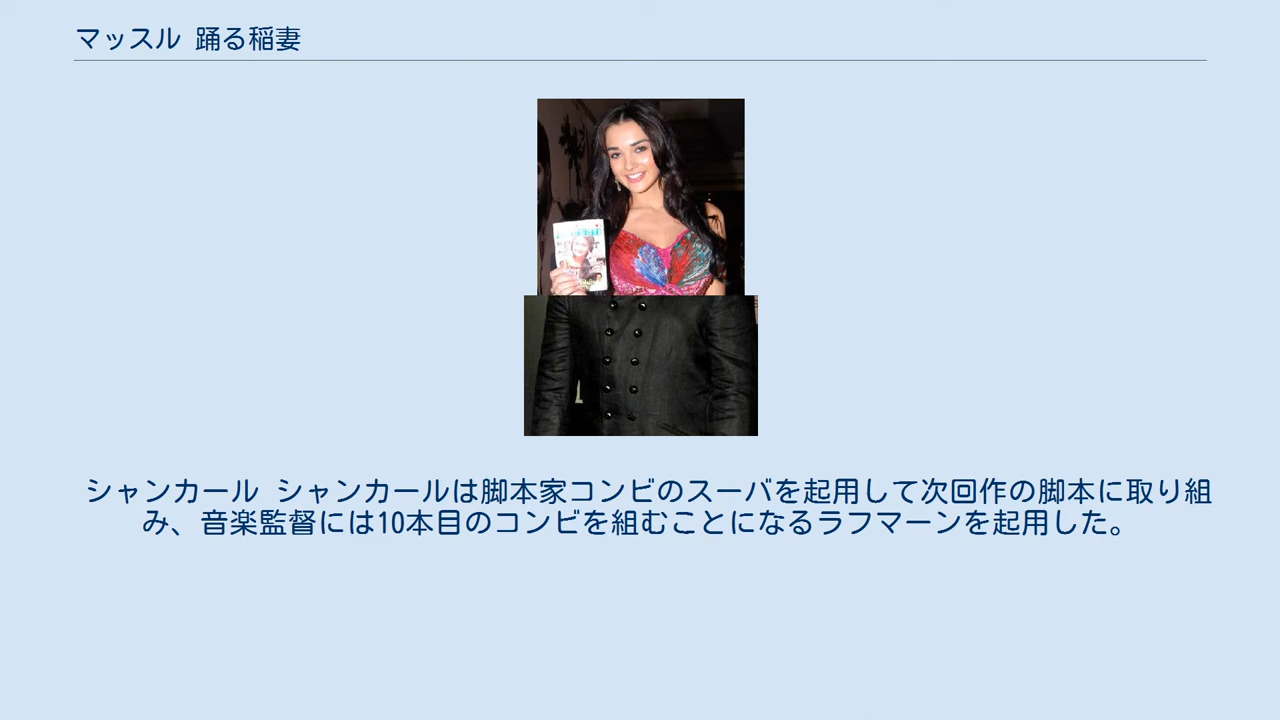 マッスル 踊る稲妻
シャンカール シャンカールは脚本家コンビのスーバを起用して次回作の脚本に取り組
み、音楽監督には10本目のコンビを組むことになるラフマーンを起用した。